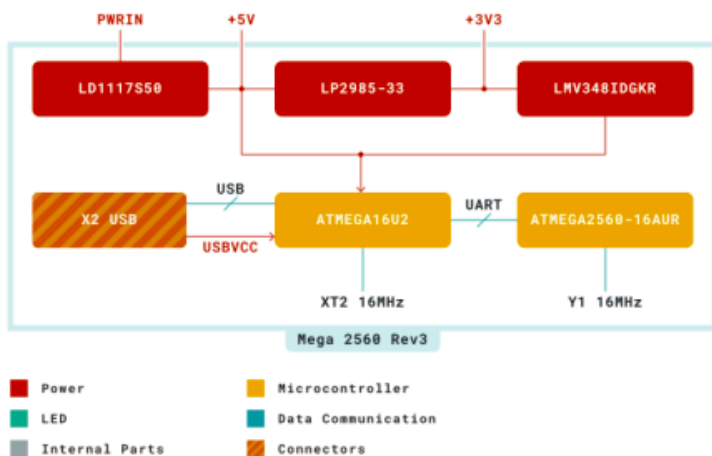 PWRIN +5V +3V3
LD1117S50 LP2985-33 LMV348IDGKR
USB UART
X2 USB ATMEGA16U2 ATMEGA2560-16AUR
USBVCC
XT2 16MHz Y1 16MHz
Mega 2560 Rev3
Power Microcontroller
LED Data Communication
Internal Parts Connectors